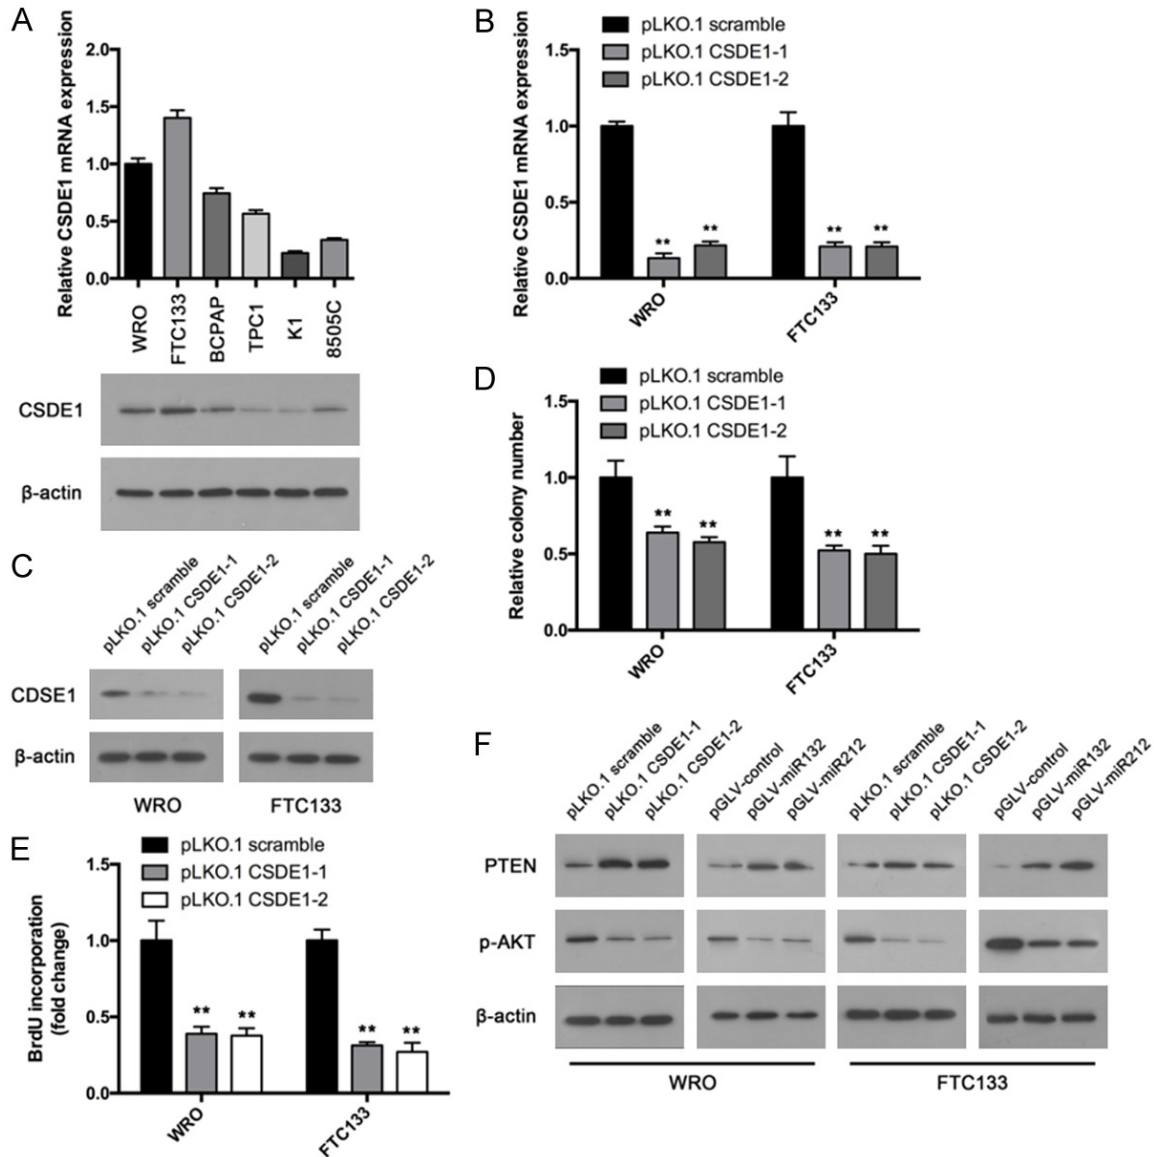 A
Relative CSDE1 mRNA expression
2.0
1.5
1.0
0.5
0.0
WRO
FTC133
BCPAP
TPC1
K1
8505C
CSDE1
β-actin
B
pLKO.1 scramble
pLKO.1 CSDE1-1
pLKO.1 CSDE1-2
Relative CSDE1 mRNA expression
1.5
1.0
0.5
0.0
** ** ** **
WRO
FTC133
C
pLKO.1 scramble
pLKO.1 CSDE1-1
pLKO.1 CSDE1-2
pLKO.1 scramble
pLKO.1 CSDE1-1
pLKO.1 CSDE1-2
CDSE1
β-actin
WRO
FTC133
D
pLKO.1 scramble
pLKO.1 CSDE1-1
pLKO.1 CSDE1-2
Relative colony number
1.5
1.0
0.5
0.0
** ** ** **
WRO
FTC133
E
pLKO.1 scramble
pLKO.1 CSDE1-1
pLKO.1 CSDE1-2
BrdU incorporation
(fold change)
1.5
1.0
0.5
0.0
** ** ** **
WRO
FTC133
F
pLKO.1 scramble
pLKO.1 CSDE1-1
pLKO.1 CSDE1-2
pGLV-control
pGLV-miR132
pGLV-miR212
pLKO.1 scramble
pLKO.1 CSDE1-1
pLKO.1 CSDE1-2
pGLV-control
pGLV-miR132
pGLV-miR212
PTEN
p-AKT
β-actin
WRO
FTC133